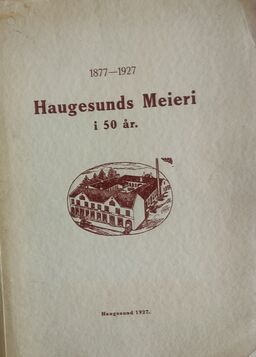 1877—1927
Haugesunds Meieri
i 50 år.
Haugesund 1927.